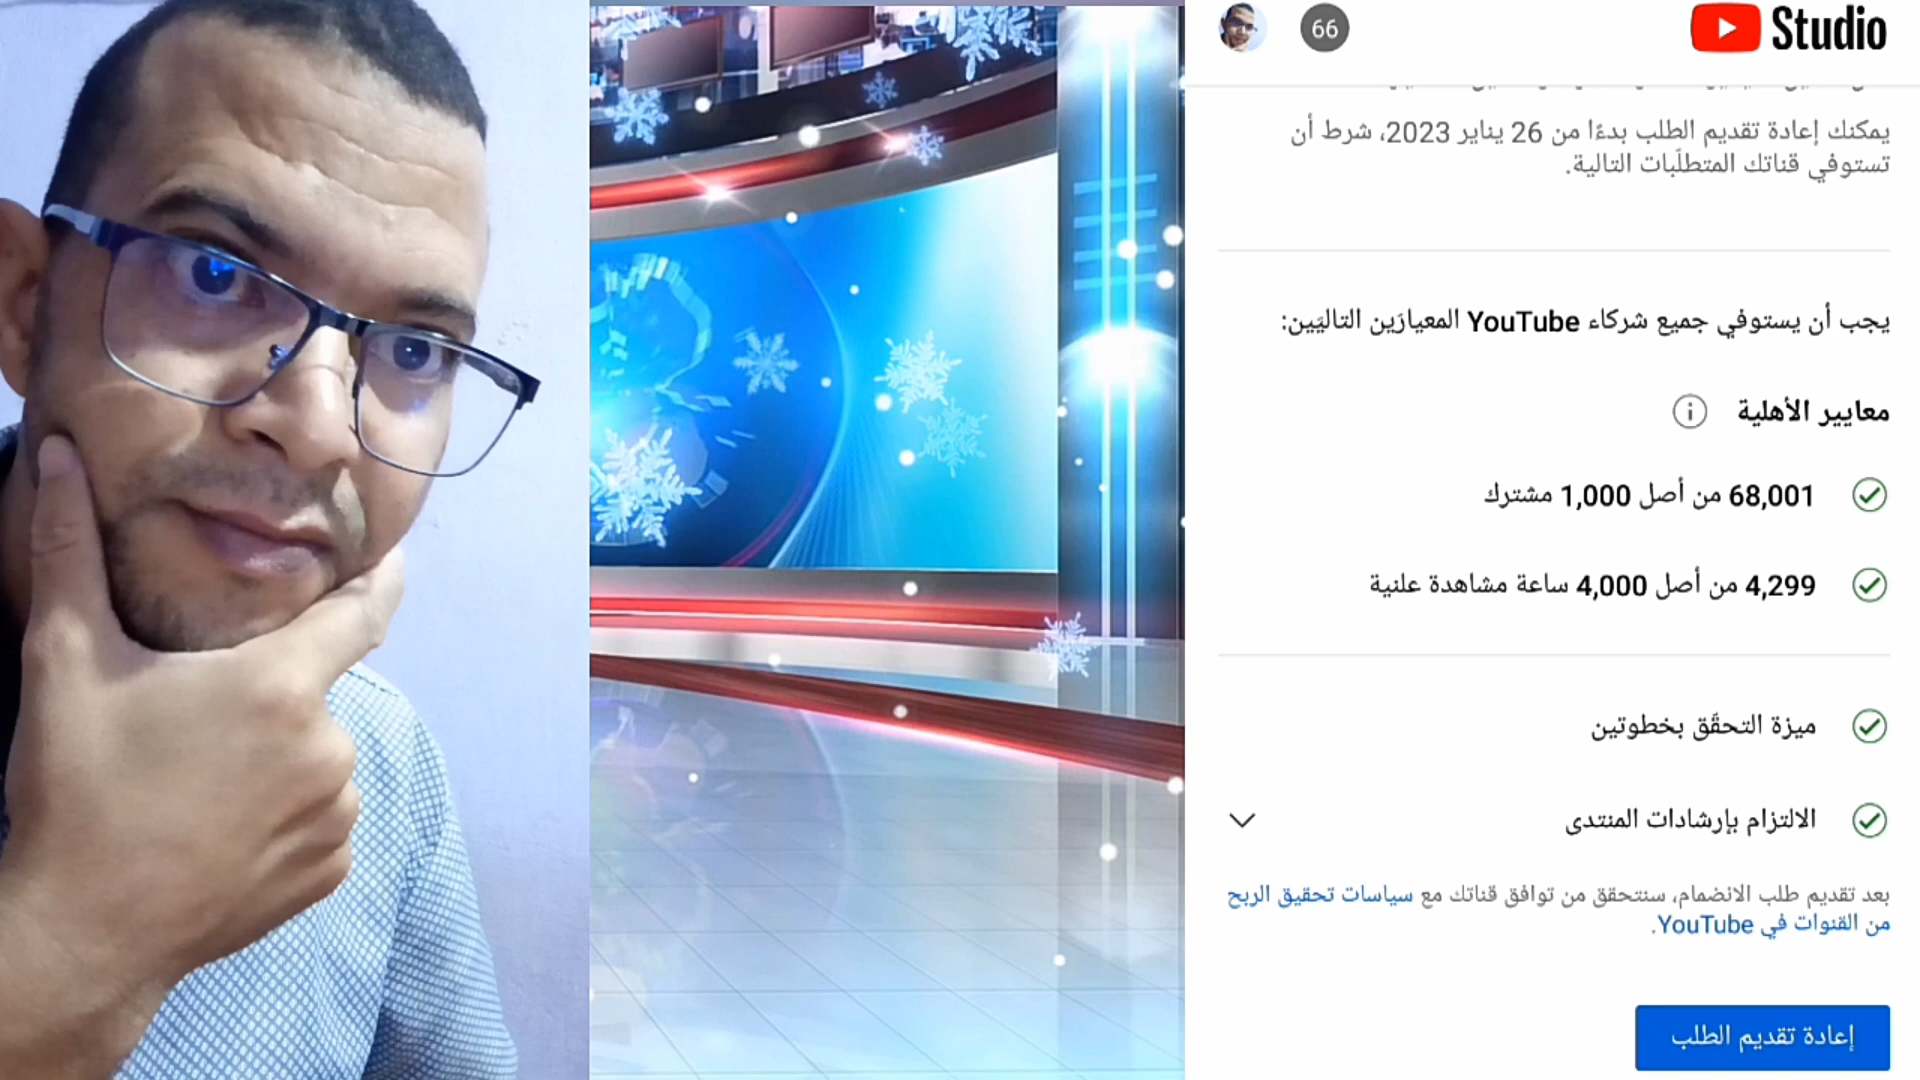 66
Studio
يمكنك إعادة تقديم الطلب بدءًا من 26 يناير 2023، شرط أن
تستوفي قناتك المتطلّبات التالية.
يجب أن يستوفي جميع شركاء YouTube المعيارَين التاليَين:
معايير الأهلية
68,001 من أصل 1,000 مشترك
4,299 من أصل 4,000 ساعة مشاهدة علنية
ميزة التحقّق بخطوتين
الالتزام بإرشادات المنتدى
بعد تقديم طلب الانضمام، سنتحقق من توافق قناتك مع سياسات تحقيق الربح
من القنوات في YouTube.
إعادة تقديم الطلب